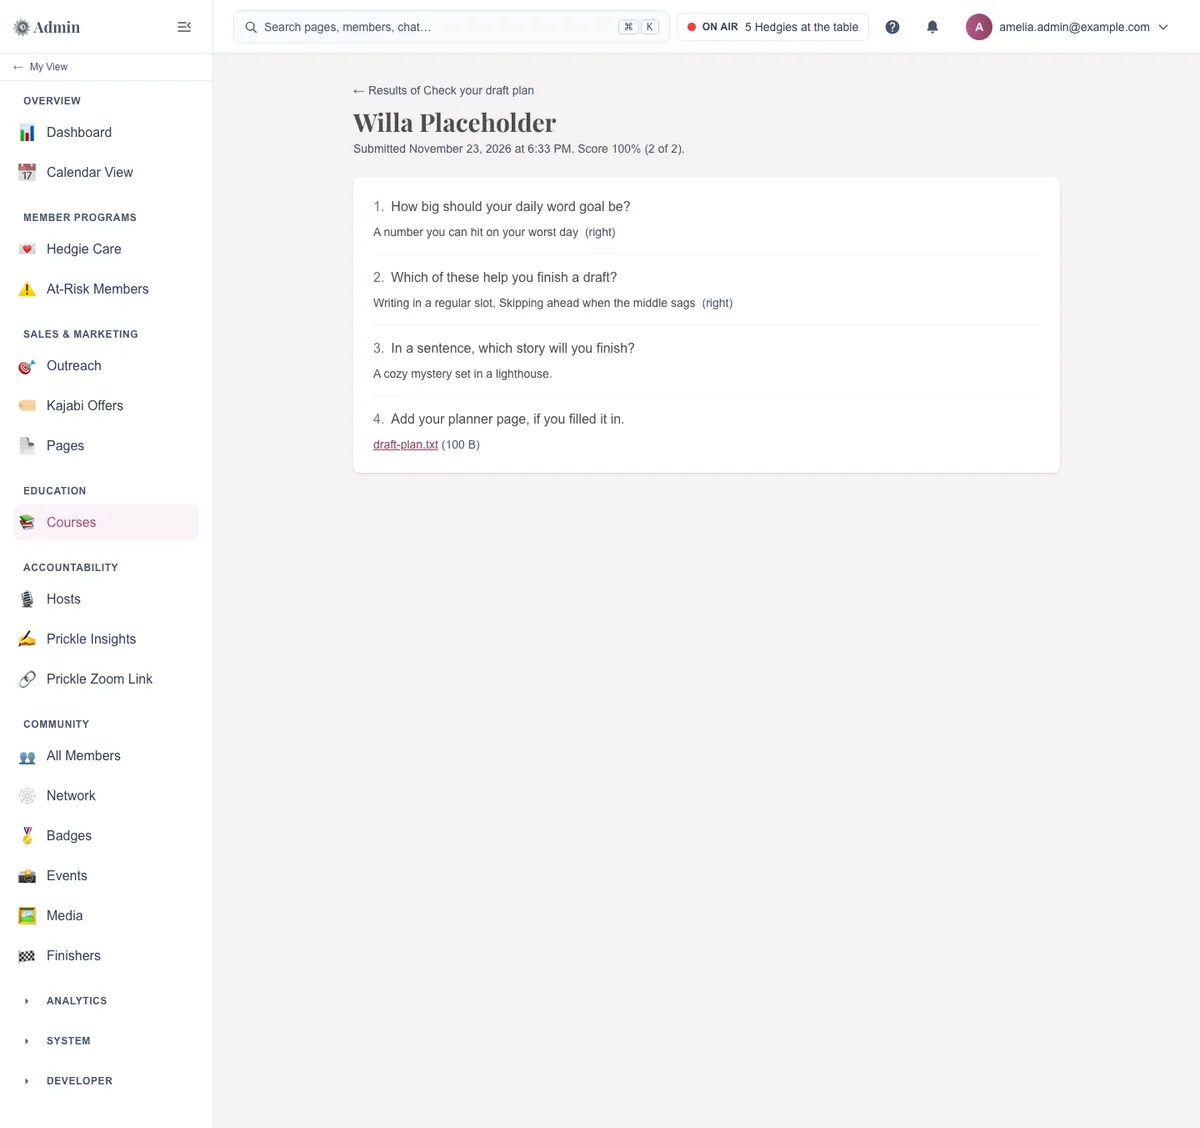 Admin
Search pages, members, chat…
⌘ K
ON AIR 5 Hedgies at the table
A
amelia.admin@example.com
← My View
OVERVIEW
Dashboard
Calendar View
MEMBER PROGRAMS
Hedgie Care
At-Risk Members
SALES & MARKETING
Outreach
Kajabi Offers
Pages
EDUCATION
Courses
ACCOUNTABILITY
Hosts
Prickle Insights
Prickle Zoom Link
COMMUNITY
All Members
Network
Badges
Events
Media
Finishers
ANALYTICS
SYSTEM
DEVELOPER
← Results of Check your draft plan
Willa Placeholder
Submitted November 23, 2026 at 6:33 PM. Score 100% (2 of 2).
1. How big should your daily word goal be?
A number you can hit on your worst day (right)
2. Which of these help you finish a draft?
Writing in a regular slot, Skipping ahead when the middle sags (right)
3. In a sentence, which story will you finish?
A cozy mystery set in a lighthouse.
4. Add your planner page, if you filled it in.
draft-plan.txt (100 B)